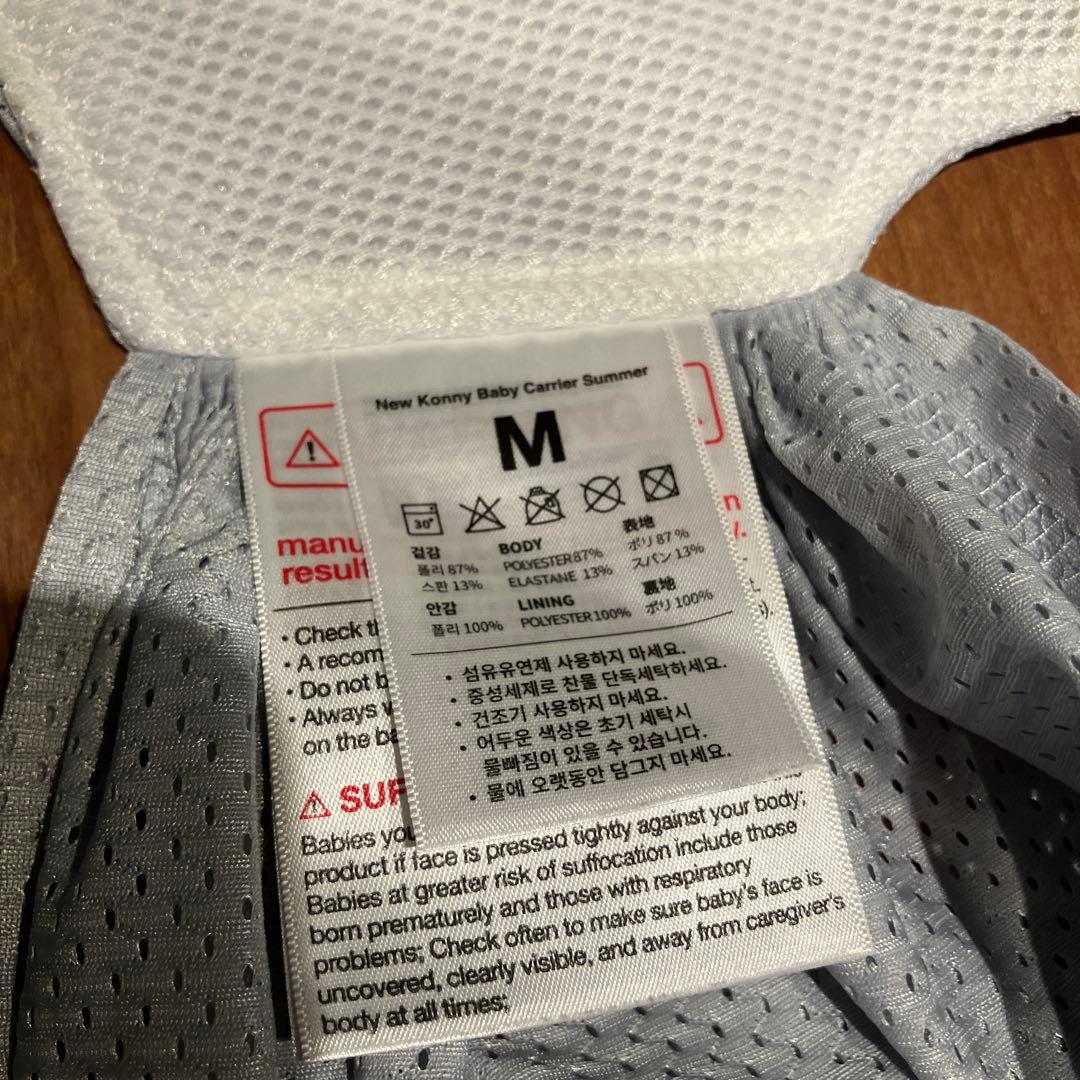 New Konny Baby Carrier Summer
M
30°
겉감
폴리 87%
스판 13%
안감
폴리 100%
BODY
POLYESTER 87%
ELASTANE 13%
LINING
POLYESTER 100%
表地
ポリ 87 %
スパン 13%
裏地
ポリ 100%
• 섬유유연제 사용하지 마세요.
• 중성세제로 찬물 단독세탁하세요.
• 건조기 사용하지 마세요.
• 어두운 색상은 초기 세탁시
물빠짐이 있을 수 있습니다.
• 물에 오랫동안 담그지 마세요.
result
• Check
• A
• Do not
• Always
on the
Babies
product if face is pressed tightly against your body;
Babies at greater risk of suffocation include those
born prematurely and those with respiratory
problems; Check often to make sure baby's face is
uncovered, clearly visible, and away from caregiver's
body at all times;